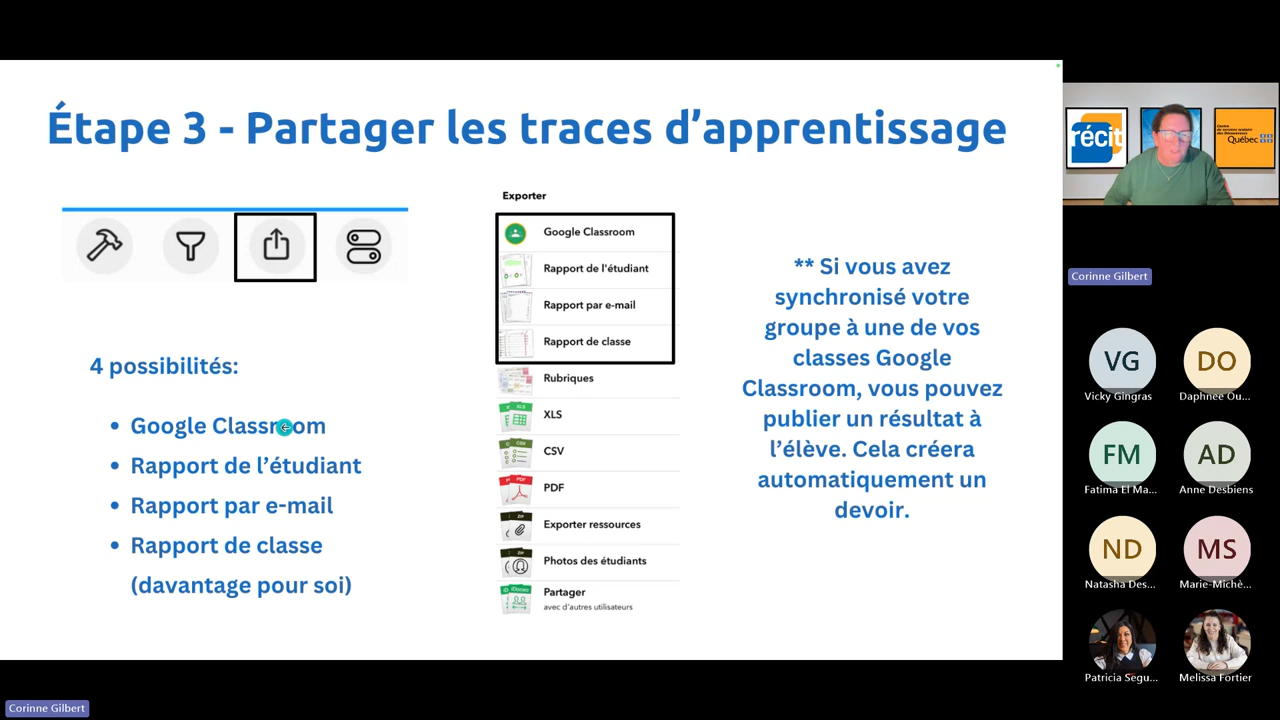 Étape 3 - Partager les traces d’apprentissage
4 possibilités:
• Google Classroom
• Rapport de l’étudiant
• Rapport par e-mail
• Rapport de classe
(davantage pour soi)
Exporter
Google Classroom
Rapport de l'étudiant
Rapport par e-mail
Rapport de classe
Rubriques
XLS
CSV
PDF
Exporter ressources
Photos des étudiants
Partager
avec d'autres utilisateurs
** Si vous avez
synchronisé votre
groupe à une de vos
classes Google
Classroom, vous pouvez
publier un résultat à
l’élève. Cela créera
automatiquement un
devoir.
récit
Québec
Corinne Gilbert
VG
Vicky Gingras
DO
Daphnee Ou...
FM
Fatima El Ma...
AD
Anne Desbiens
ND
Natasha Des...
MS
Marie-Michè...
Patricia Segu...
Melissa Fortier
Corinne Gilbert